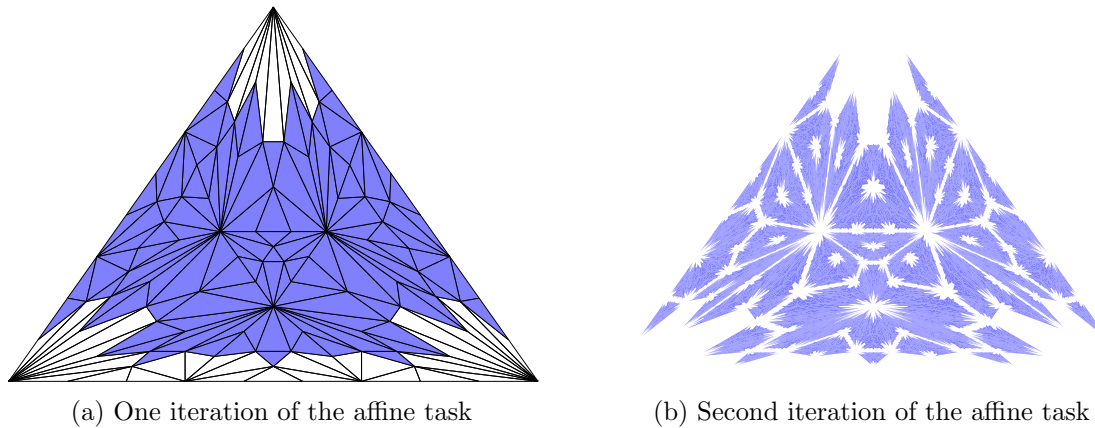 (a) One iteration of the affine task
(b) Second iteration of the affine task